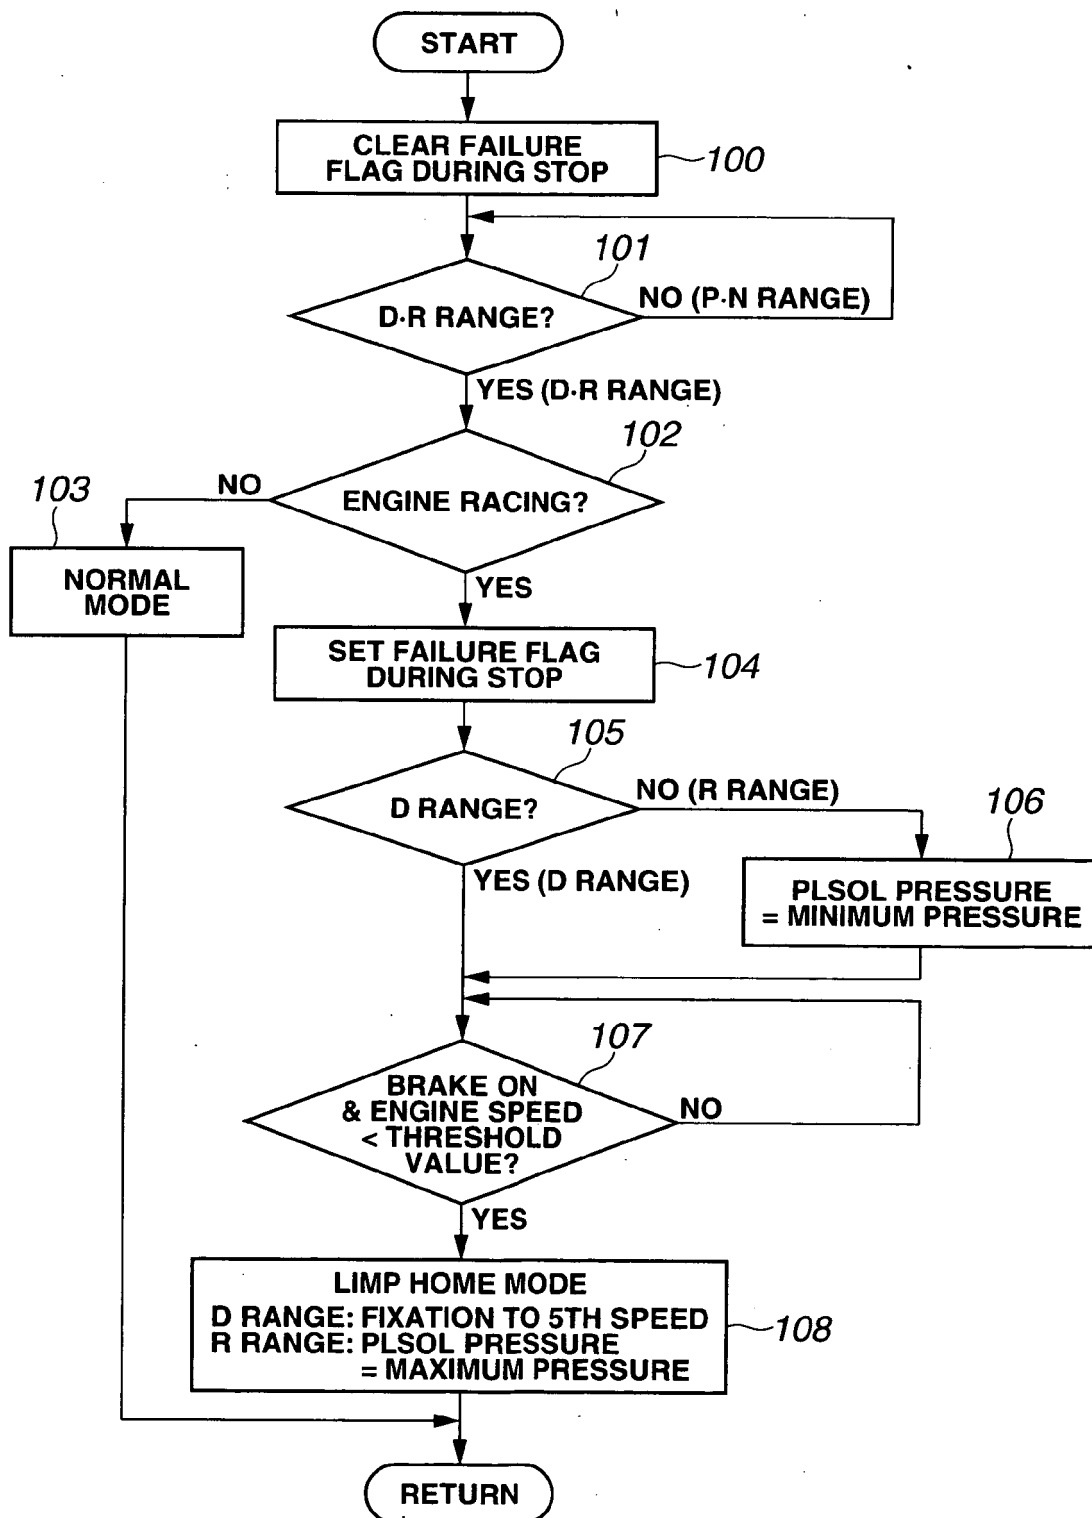 START
CLEAR FAILURE
FLAG DURING STOP
100
101
D·R RANGE?
NO (P·N RANGE)
YES (D·R RANGE)
102
ENGINE RACING?
NO
103
NORMAL
MODE
YES
SET FAILURE FLAG
DURING STOP
104
105
D RANGE?
NO (R RANGE)
106
YES (D RANGE)
PLSOL PRESSURE
= MINIMUM PRESSURE
107
BRAKE ON
& ENGINE SPEED
< THRESHOLD
VALUE?
NO
YES
LIMP HOME MODE
D RANGE: FIXATION TO 5TH SPEED
R RANGE: PLSOL PRESSURE
= MAXIMUM PRESSURE
108
RETURN